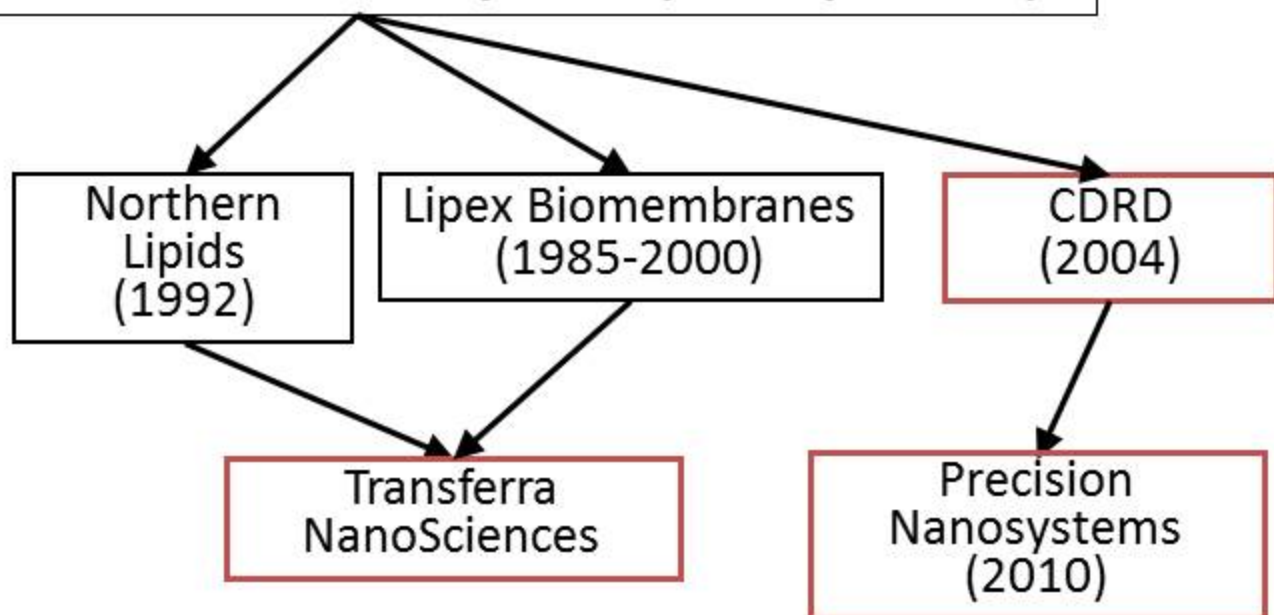 Northern
Lipids
(1992)
Lipex Biomembranes
(1985-2000)
CDRD
(2004)
Transferra
NanoSciences
Precision
Nanosystems
(2010)